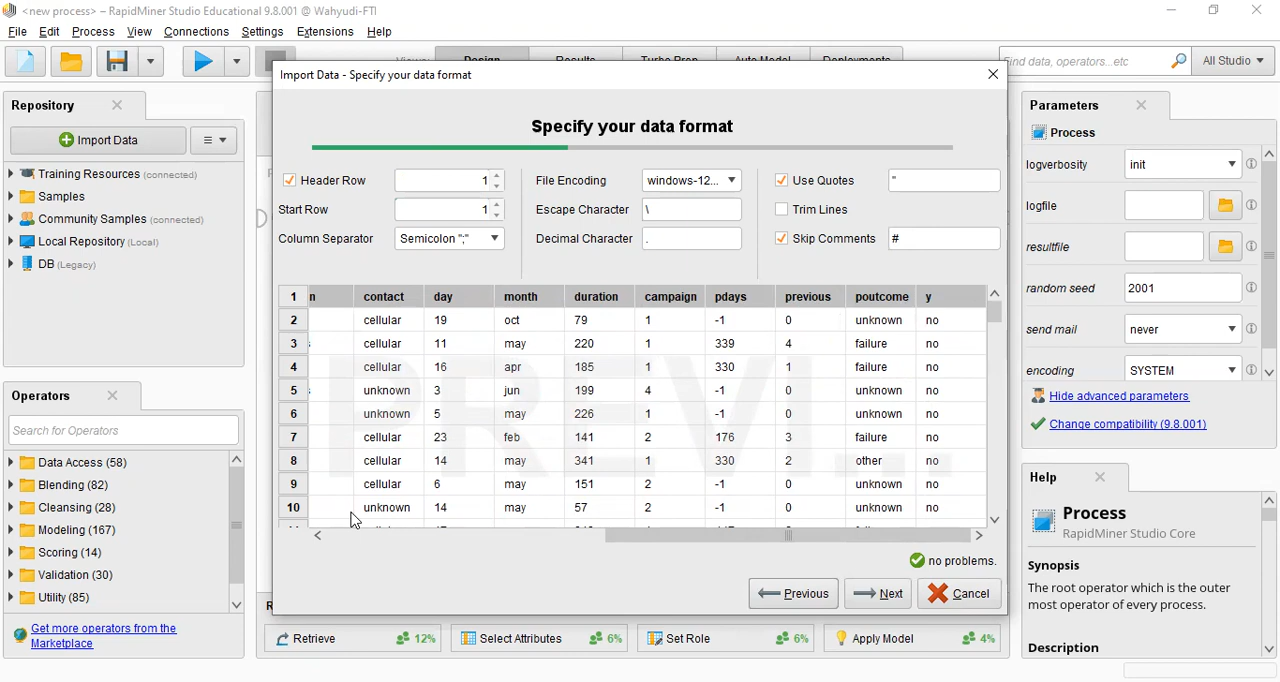 <new process> – RapidMiner Studio Educational 9.8.001 @ Wahyudi-FTI
File Edit Process View Connections Settings Extensions Help
Find data, operators...etc
All Studio
Repository
Import Data
Training Resources (connected)
Samples
Community Samples (connected)
Local Repository (Local)
DB (Legacy)
Operators
Search for Operators
Data Access (58)
Blending (82)
Cleansing (28)
Modeling (167)
Scoring (14)
Validation (30)
Utility (85)
Get more operators from the
Marketplace
Import Data - Specify your data format
Specify your data format
Header Row 1 File Encoding windows-12... Use Quotes "
Start Row 1 Escape Character \ Trim Lines
Column Separator Semicolon ";" Decimal Character . Skip Comments #
1 n contact day month duration campaign pdays previous poutcome y
2 cellular 19 oct 79 1 -1 0 unknown no
3 cellular 11 may 220 1 339 4 failure no
4 cellular 16 apr 185 1 330 1 failure no
5 unknown 3 jun 199 4 -1 0 unknown no
6 unknown 5 may 226 1 -1 0 unknown no
7 cellular 23 feb 141 2 176 3 failure no
8 cellular 14 may 341 1 330 2 other no
9 cellular 6 may 151 2 -1 0 unknown no
10 unknown 14 may 57 2 -1 0 unknown no
PREVI...
no problems.
Previous Next Cancel
Retrieve 12% Select Attributes 6% Set Role 6% Apply Model 4%
Parameters
Process
logverbosity init
logfile
resultfile
random seed 2001
send mail never
encoding SYSTEM
Hide advanced parameters
Change compatibility (9.8.001)
Help
Process
RapidMiner Studio Core
Synopsis
The root operator which is the outer
most operator of every process.
Description